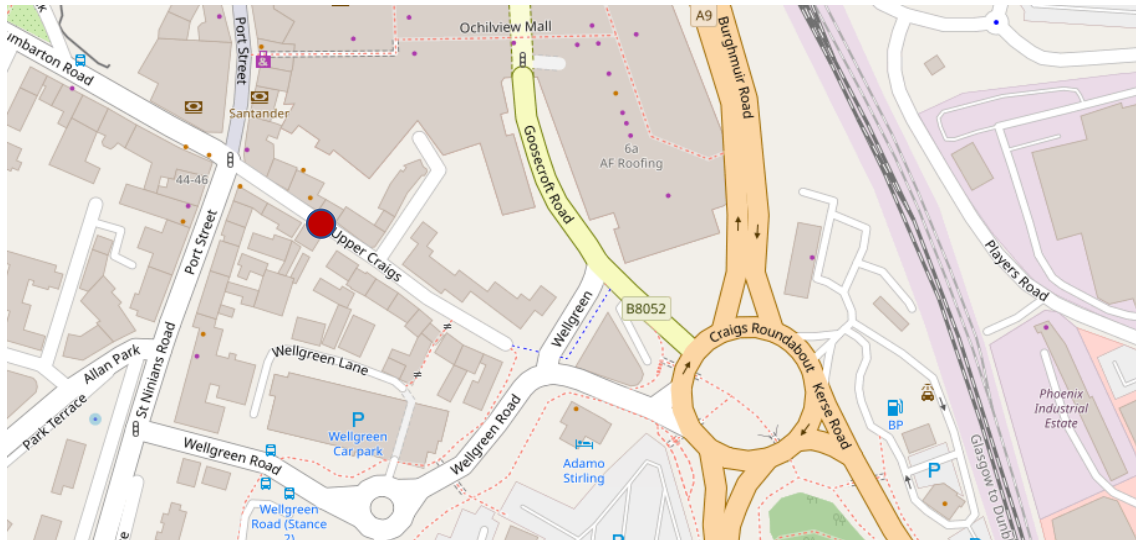 Ochilview Mall
A9
Port Street
umbarton Road
Burghmuir Road
Santander
Goosecroft Road
6a
AF Roofing
44-46
Port Street
Upper Craigs
Players Road
Wellgreen
B8052
Craigs Roundabout
Allan Park
Wellgreen Lane
St Ninians Road
Kerse Road
Park Terrace
P
Wellgreen
Car park
BP
Phoenix
Industrial
Estate
Wellgreen Road
Wellgreen Road
Adamo
Stirling
P
Glasgow to Dunb
Wellgreen
Road (Stance
2)
P
P